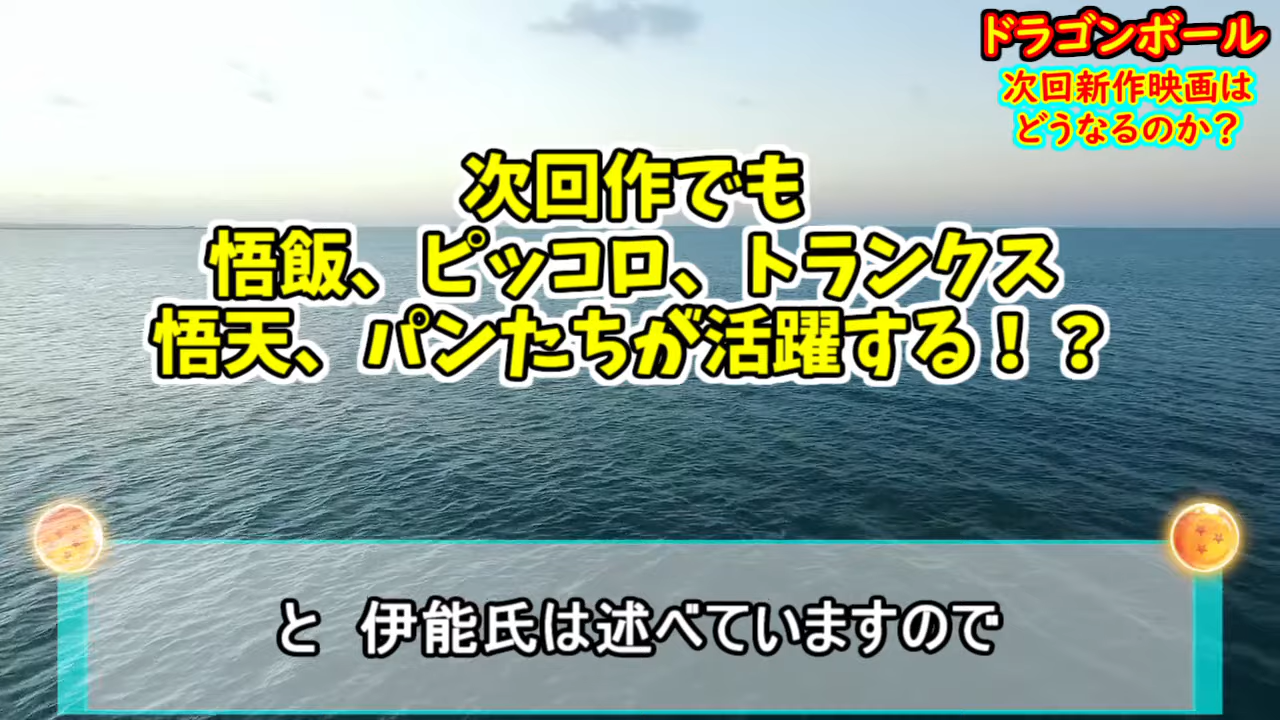 ドラゴンボール
次回新作映画は
どうなるのか？
次回作でも
悟飯、ピッコロ、トランクス
悟天、パンたちが活躍する！？
と 伊能氏は述べていますので